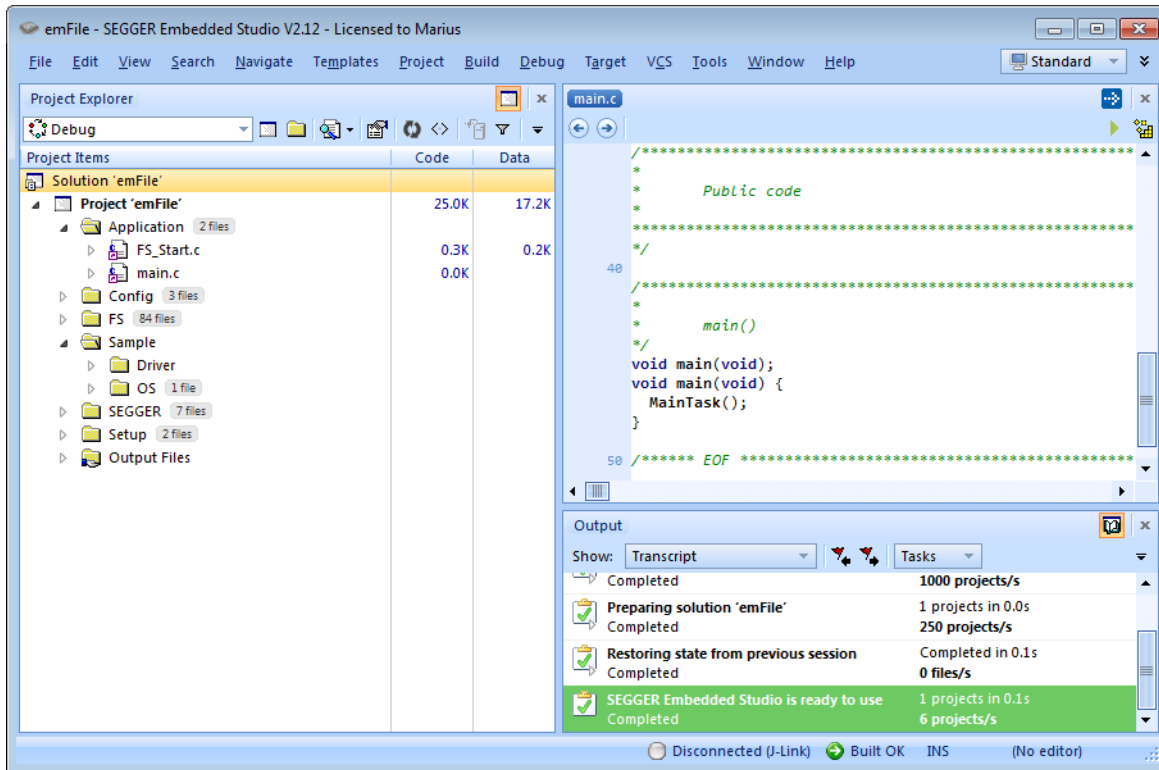 emFile - SEGGER Embedded Studio V2.12 - Licensed to Marius
File Edit View Search Navigate Templates Project Build Debug Target VCS Tools Window Help Standard
Project Explorer
Debug
Project Items Code Data
Solution 'emFile'
Project 'emFile' 25.0K 17.2K
Application 2 files
FS_Start.c 0.3K 0.2K
main.c 0.0K
Config 3 files
FS 84 files
Sample
Driver
OS 1 file
SEGGER 7 files
Setup 2 files
Output Files
main.c
/*******************************************************
*
*       Public code
*
********************************************************
*/
40
/*******************************************************
*
*       main()
*/
void main(void);
void main(void) {
  MainTask();
}
50 /****** EOF ********************************************
Output
Show: Transcript Tasks
Completed 1000 projects/s
Preparing solution 'emFile' 1 projects in 0.0s
Completed 250 projects/s
Restoring state from previous session Completed in 0.1s
Completed 0 files/s
SEGGER Embedded Studio is ready to use 1 projects in 0.1s
Completed 6 projects/s
Disconnected (J-Link) Built OK INS (No editor)